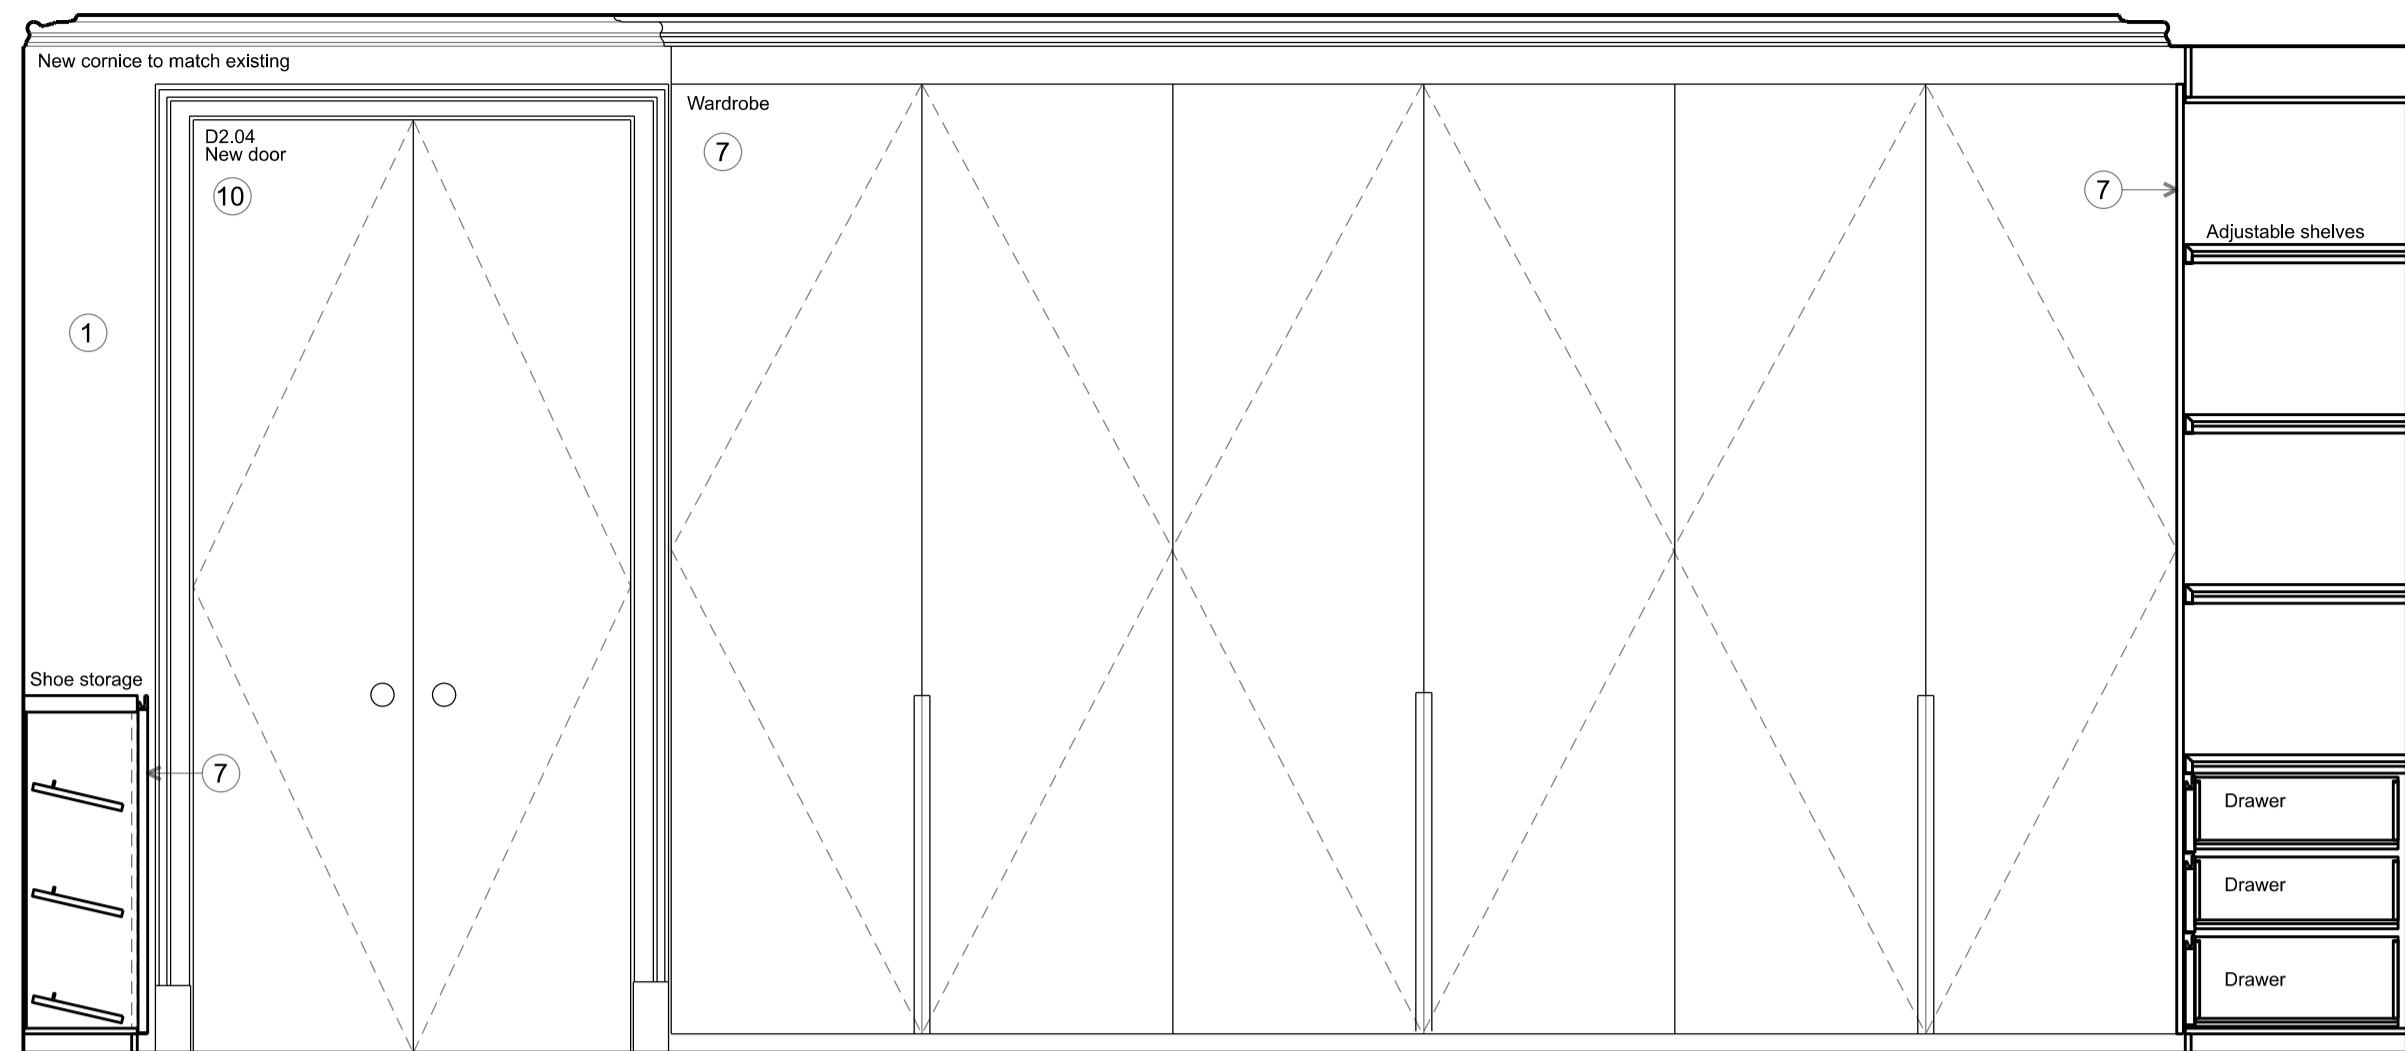 New cornice to match existing
D2.04
New door
10
Wardrobe
7
7
Adjustable shelves
1
Shoe storage
7
Drawer
Drawer
Drawer